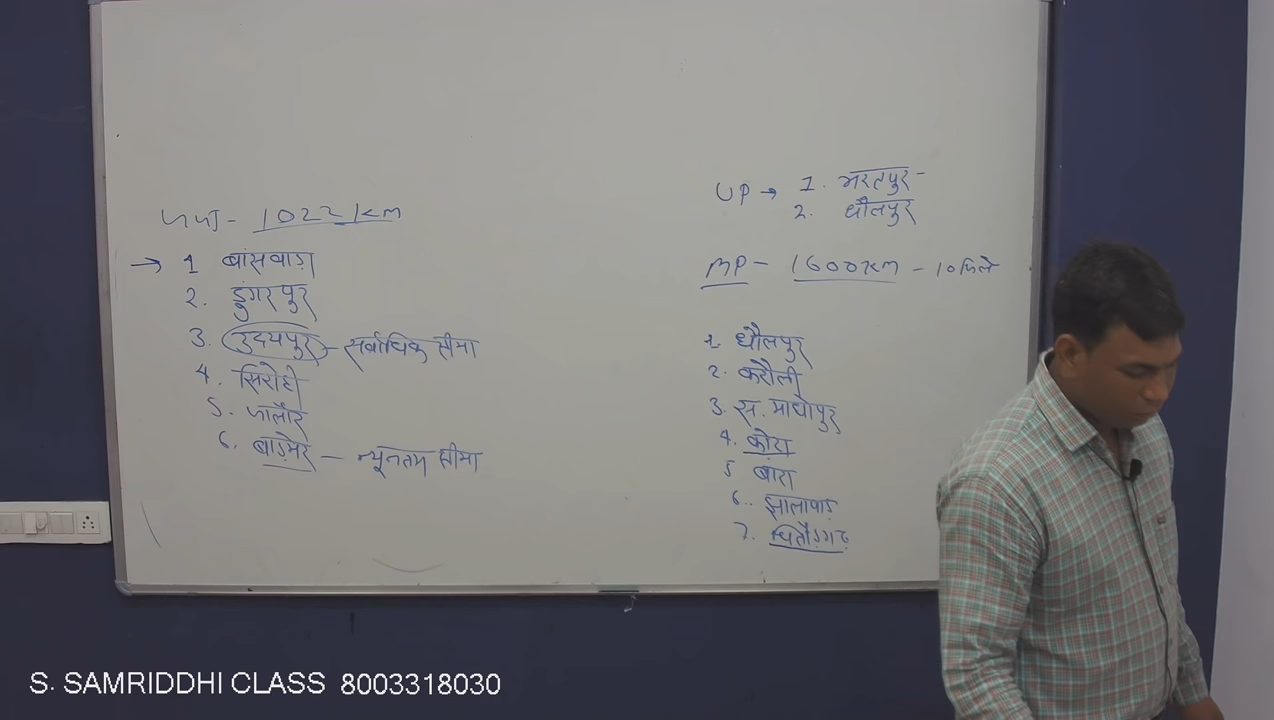 1022 km
→ 1 बांसवाड़ा
2. डुंगरपुर
3. उदयपुर - सर्वाधिक सीमा
4. सिरोही
5. जालौर
6. बाड़मेर - न्यूनतम सीमा
UP → 1. भरतपुर -
2. धौलपुर
MP - 1600 km - 10 जिले
1. धौलपुर
2. करौली
3. स. माधोपुर
4. कोटा
5 बांरा
6. झालावाड़
7. चितौड़गढ़
S. SAMRIDDHI CLASS 8003318030